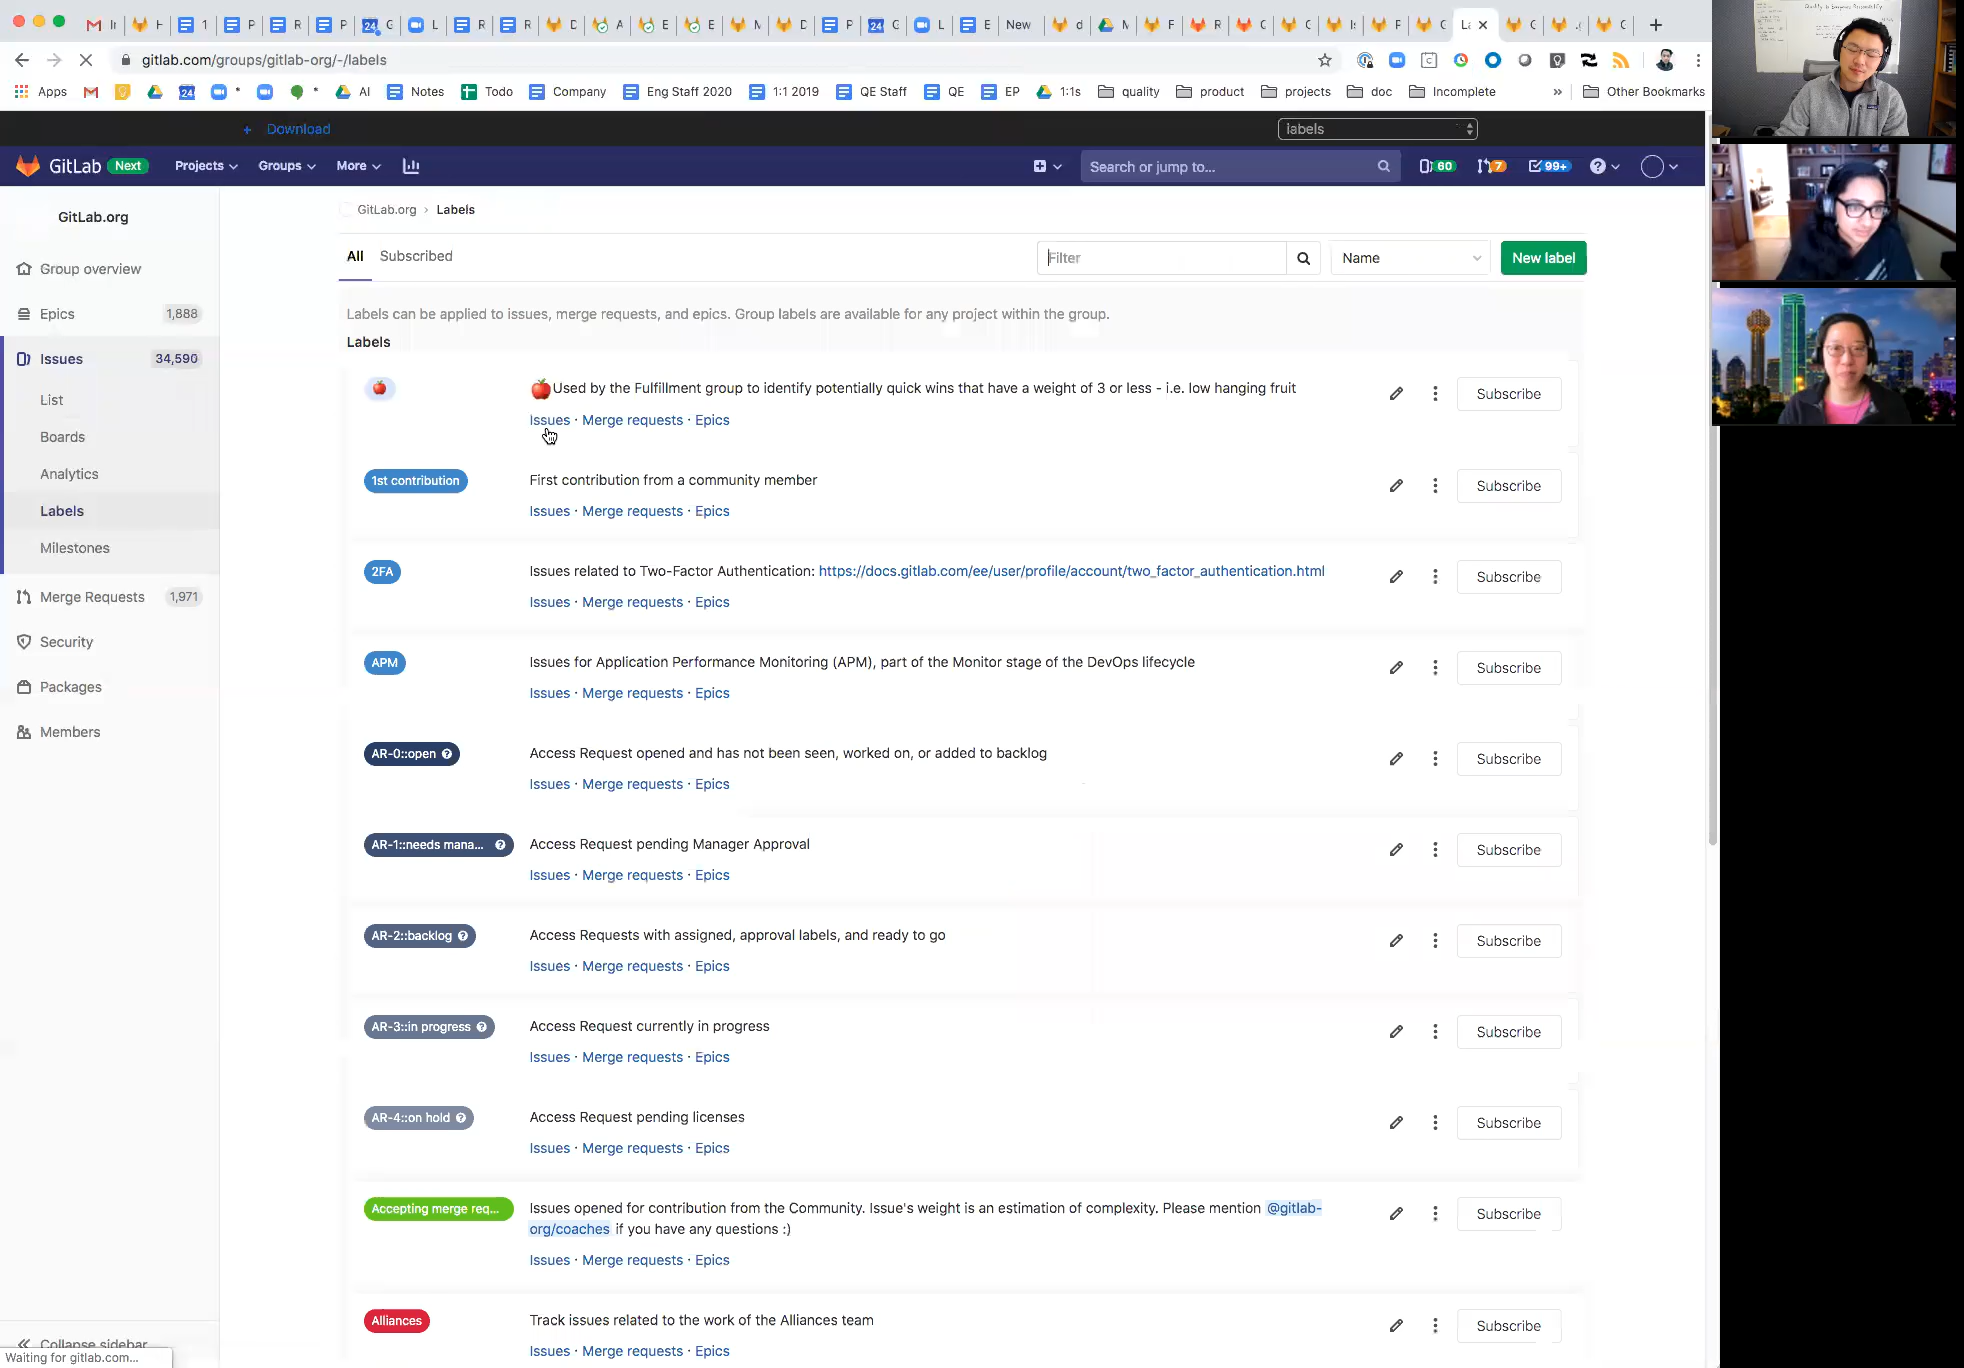 New
gitlab.com/groups/gitlab-org/-/labels
Apps
AI
Notes
Todo
Company
Eng Staff 2020
1:1 2019
QE Staff
QE
EP
1:1s
quality
product
projects
doc
Incomplete
»
Other Bookmarks
+ Download
labels
GitLab Next Projects Groups More
Search or jump to...
60
7
99+
GitLab.org
Group overview
Epics 1,888
Issues 34,590
List
Boards
Analytics
Labels
Milestones
Merge Requests 1,971
Security
Packages
Members
Collapse sidebar
Waiting for gitlab.com...
GitLab.org › Labels
All Subscribed
Filter
Name
New label
Labels can be applied to issues, merge requests, and epics. Group labels are available for any project within the group.
Labels
Used by the Fulfillment group to identify potentially quick wins that have a weight of 3 or less - i.e. low hanging fruit
Issues · Merge requests · Epics
Subscribe
1st contribution
First contribution from a community member
Issues · Merge requests · Epics
Subscribe
2FA
Issues related to Two-Factor Authentication: https://docs.gitlab.com/ee/user/profile/account/two_factor_authentication.html
Issues · Merge requests · Epics
Subscribe
APM
Issues for Application Performance Monitoring (APM), part of the Monitor stage of the DevOps lifecycle
Issues · Merge requests · Epics
Subscribe
AR-0::open
Access Request opened and has not been seen, worked on, or added to backlog
Issues · Merge requests · Epics
Subscribe
AR-1::needs mana...
Access Request pending Manager Approval
Issues · Merge requests · Epics
Subscribe
AR-2::backlog
Access Requests with assigned, approval labels, and ready to go
Issues · Merge requests · Epics
Subscribe
AR-3::in progress
Access Request currently in progress
Issues · Merge requests · Epics
Subscribe
AR-4::on hold
Access Request pending licenses
Issues · Merge requests · Epics
Subscribe
Accepting merge req...
Issues opened for contribution from the Community. Issue's weight is an estimation of complexity. Please mention @gitlab-
org/coaches if you have any questions :)
Issues · Merge requests · Epics
Subscribe
Alliances
Track issues related to the work of the Alliances team
Issues · Merge requests · Epics
Subscribe